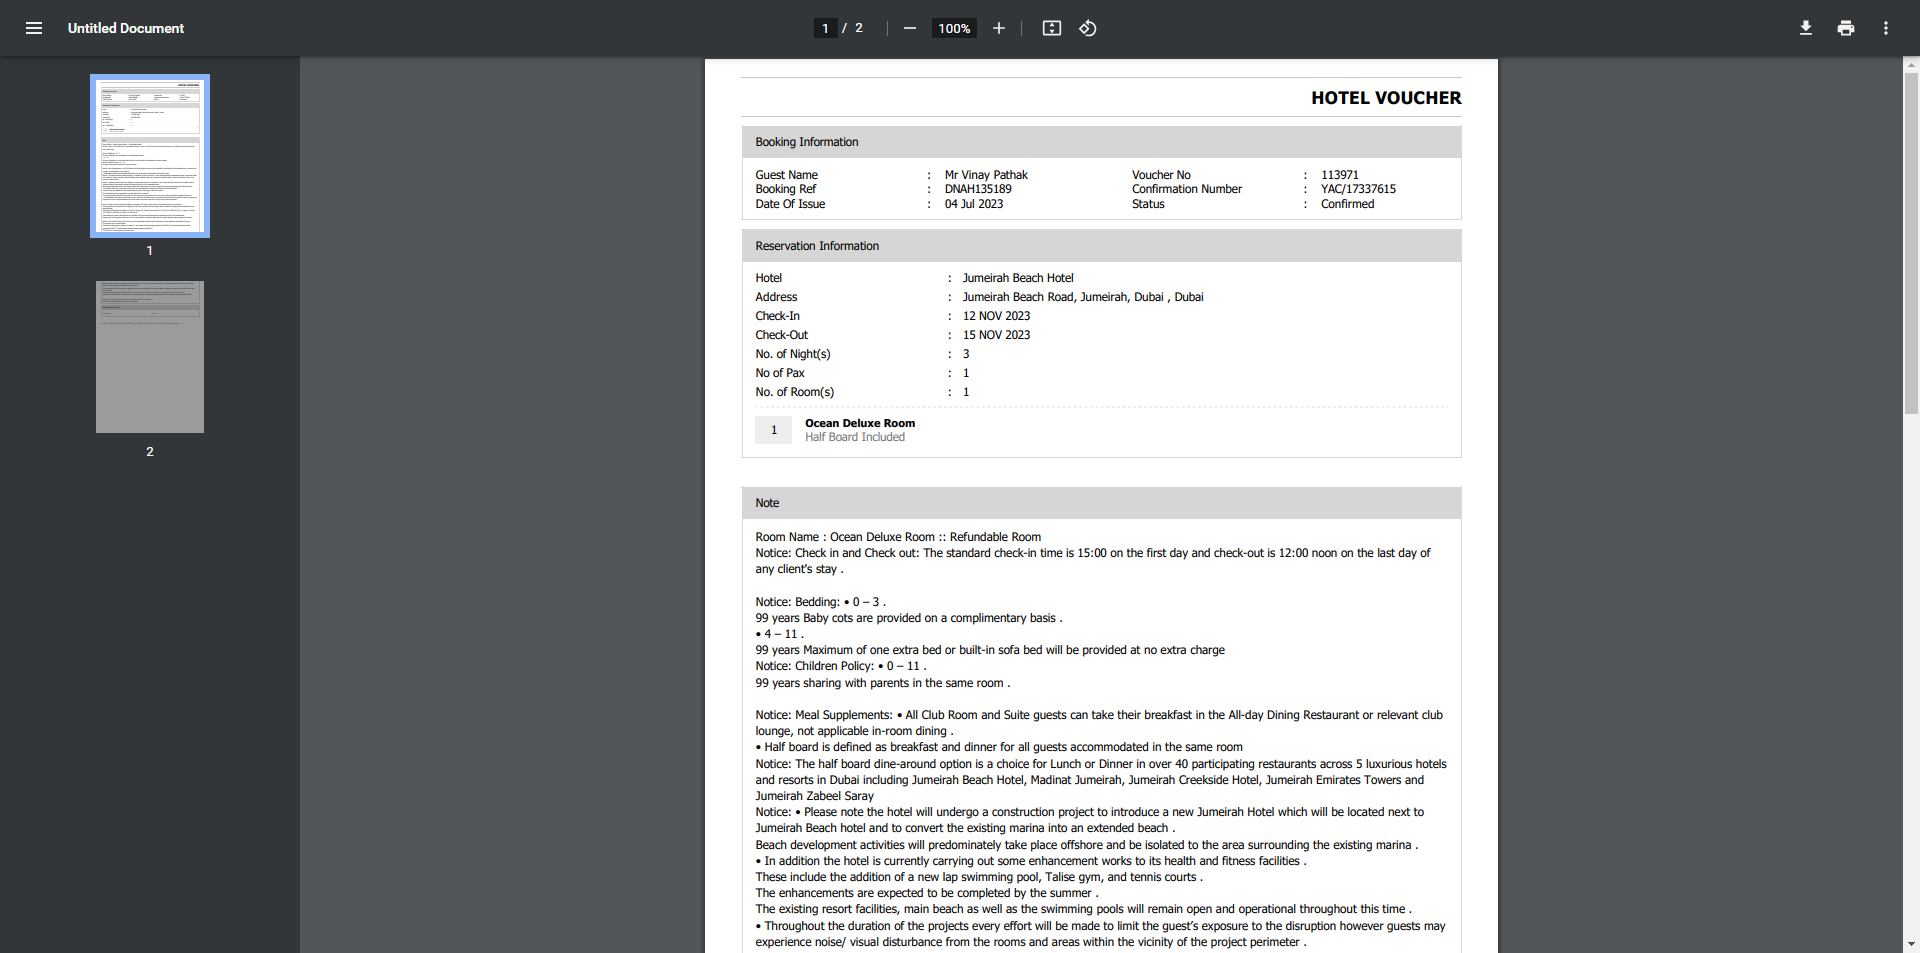 Untitled Document
1 / 2
100%
1
2
HOTEL VOUCHER
Booking Information
Guest Name : Mr Vinay Pathak Voucher No : 113971
Booking Ref : DNAH135189 Confirmation Number : YAC/17337615
Date Of Issue : 04 Jul 2023 Status : Confirmed
Reservation Information
Hotel : Jumeirah Beach Hotel
Address : Jumeirah Beach Road, Jumeirah, Dubai , Dubai
Check-In : 12 NOV 2023
Check-Out : 15 NOV 2023
No. of Night(s) : 3
No of Pax : 1
No. of Room(s) : 1
1 Ocean Deluxe Room
Half Board Included
Note
Room Name : Ocean Deluxe Room :: Refundable Room
Notice: Check in and Check out: The standard check-in time is 15:00 on the first day and check-out is 12:00 noon on the last day of
any client's stay .
Notice: Bedding: • 0 – 3 .
99 years Baby cots are provided on a complimentary basis .
• 4 – 11 .
99 years Maximum of one extra bed or built-in sofa bed will be provided at no extra charge
Notice: Children Policy: • 0 – 11 .
99 years sharing with parents in the same room .
Notice: Meal Supplements: • All Club Room and Suite guests can take their breakfast in the All-day Dining Restaurant or relevant club
lounge, not applicable in-room dining .
• Half board is defined as breakfast and dinner for all guests accommodated in the same room
Notice: The half board dine-around option is a choice for Lunch or Dinner in over 40 participating restaurants across 5 luxurious hotels
and resorts in Dubai including Jumeirah Beach Hotel, Madinat Jumeirah, Jumeirah Creekside Hotel, Jumeirah Emirates Towers and
Jumeirah Zabeel Saray
Notice: • Please note the hotel will undergo a construction project to introduce a new Jumeirah Hotel which will be located next to
Jumeirah Beach hotel and to convert the existing marina into an extended beach .
Beach development activities will predominately take place offshore and be isolated to the area surrounding the existing marina .
• In addition the hotel is currently carrying out some enhancement works to its health and fitness facilities .
These include the addition of a new lap swimming pool, Talise gym, and tennis courts .
The enhancements are expected to be completed by the summer .
The existing resort facilities, main beach as well as the swimming pools will remain open and operational throughout this time .
• Throughout the duration of the projects every effort will be made to limit the guest’s exposure to the disruption however guests may
experience noise/ visual disturbance from the rooms and areas within the vicinity of the project perimeter .